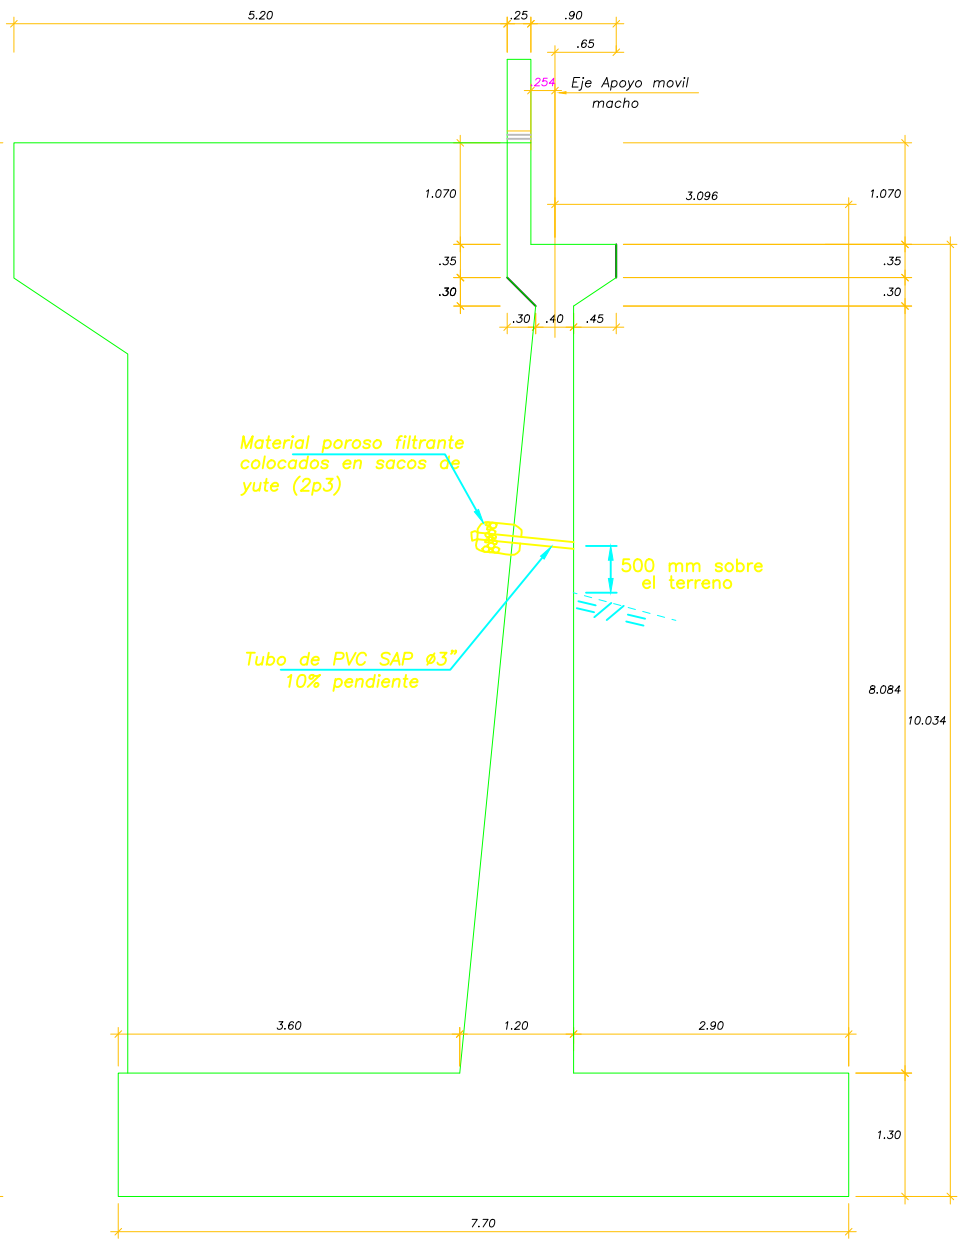 5.20
.25
.90
.65
.254
Eje Apoyo movil
macho
1.070
3.096
1.070
.35
.35
.30
.30
.30
.40
.45
Material poroso filtrante
colocados en sacos de
yute (2p3)
500 mm sobre
el terreno
Tubo de PVC SAP ø3"
10% pendiente
8.084
10.034
3.60
1.20
2.90
1.30
7.70